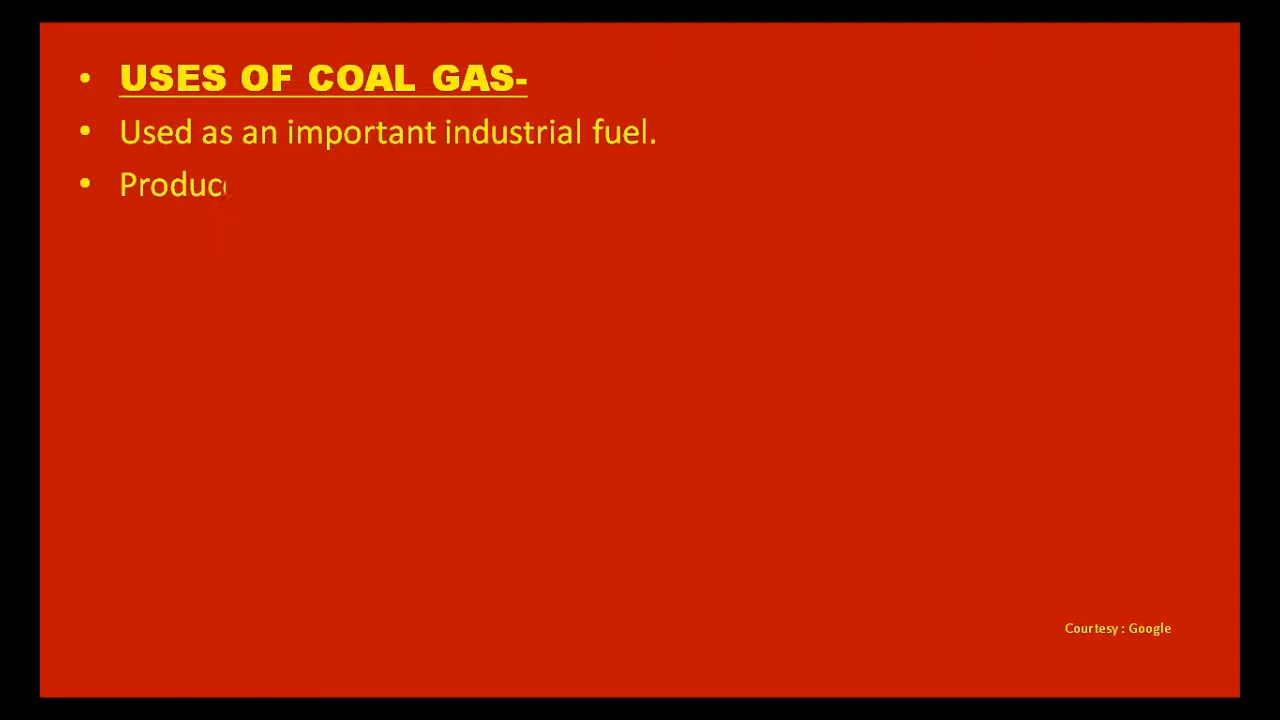 • USES OF COAL GAS-
• Used as an important industrial fuel.
• Produc
Courtesy : Google